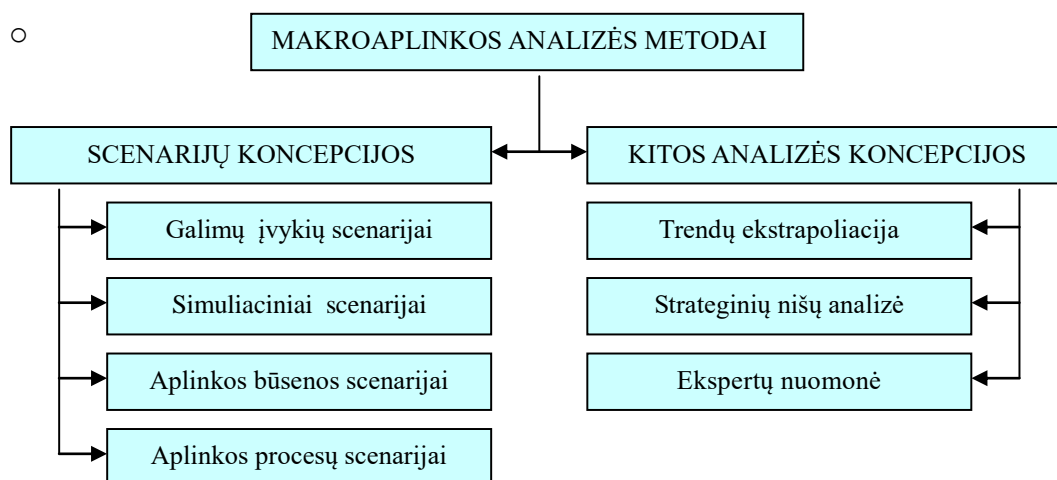 MAKROAPLINKOS ANALIZĖS METODAI
SCENARIJŲ KONCEPCIJOS
Galimų įvykių scenarijai
Simuliaciniai scenarijai
Aplinkos būsenos scenarijai
Aplinkos procesų scenarijai
KITOS ANALIZĖS KONCEPCIJOS
Trendų ekstrapoliacija
Strateginių nišų analizė
Ekspertų nuomonė